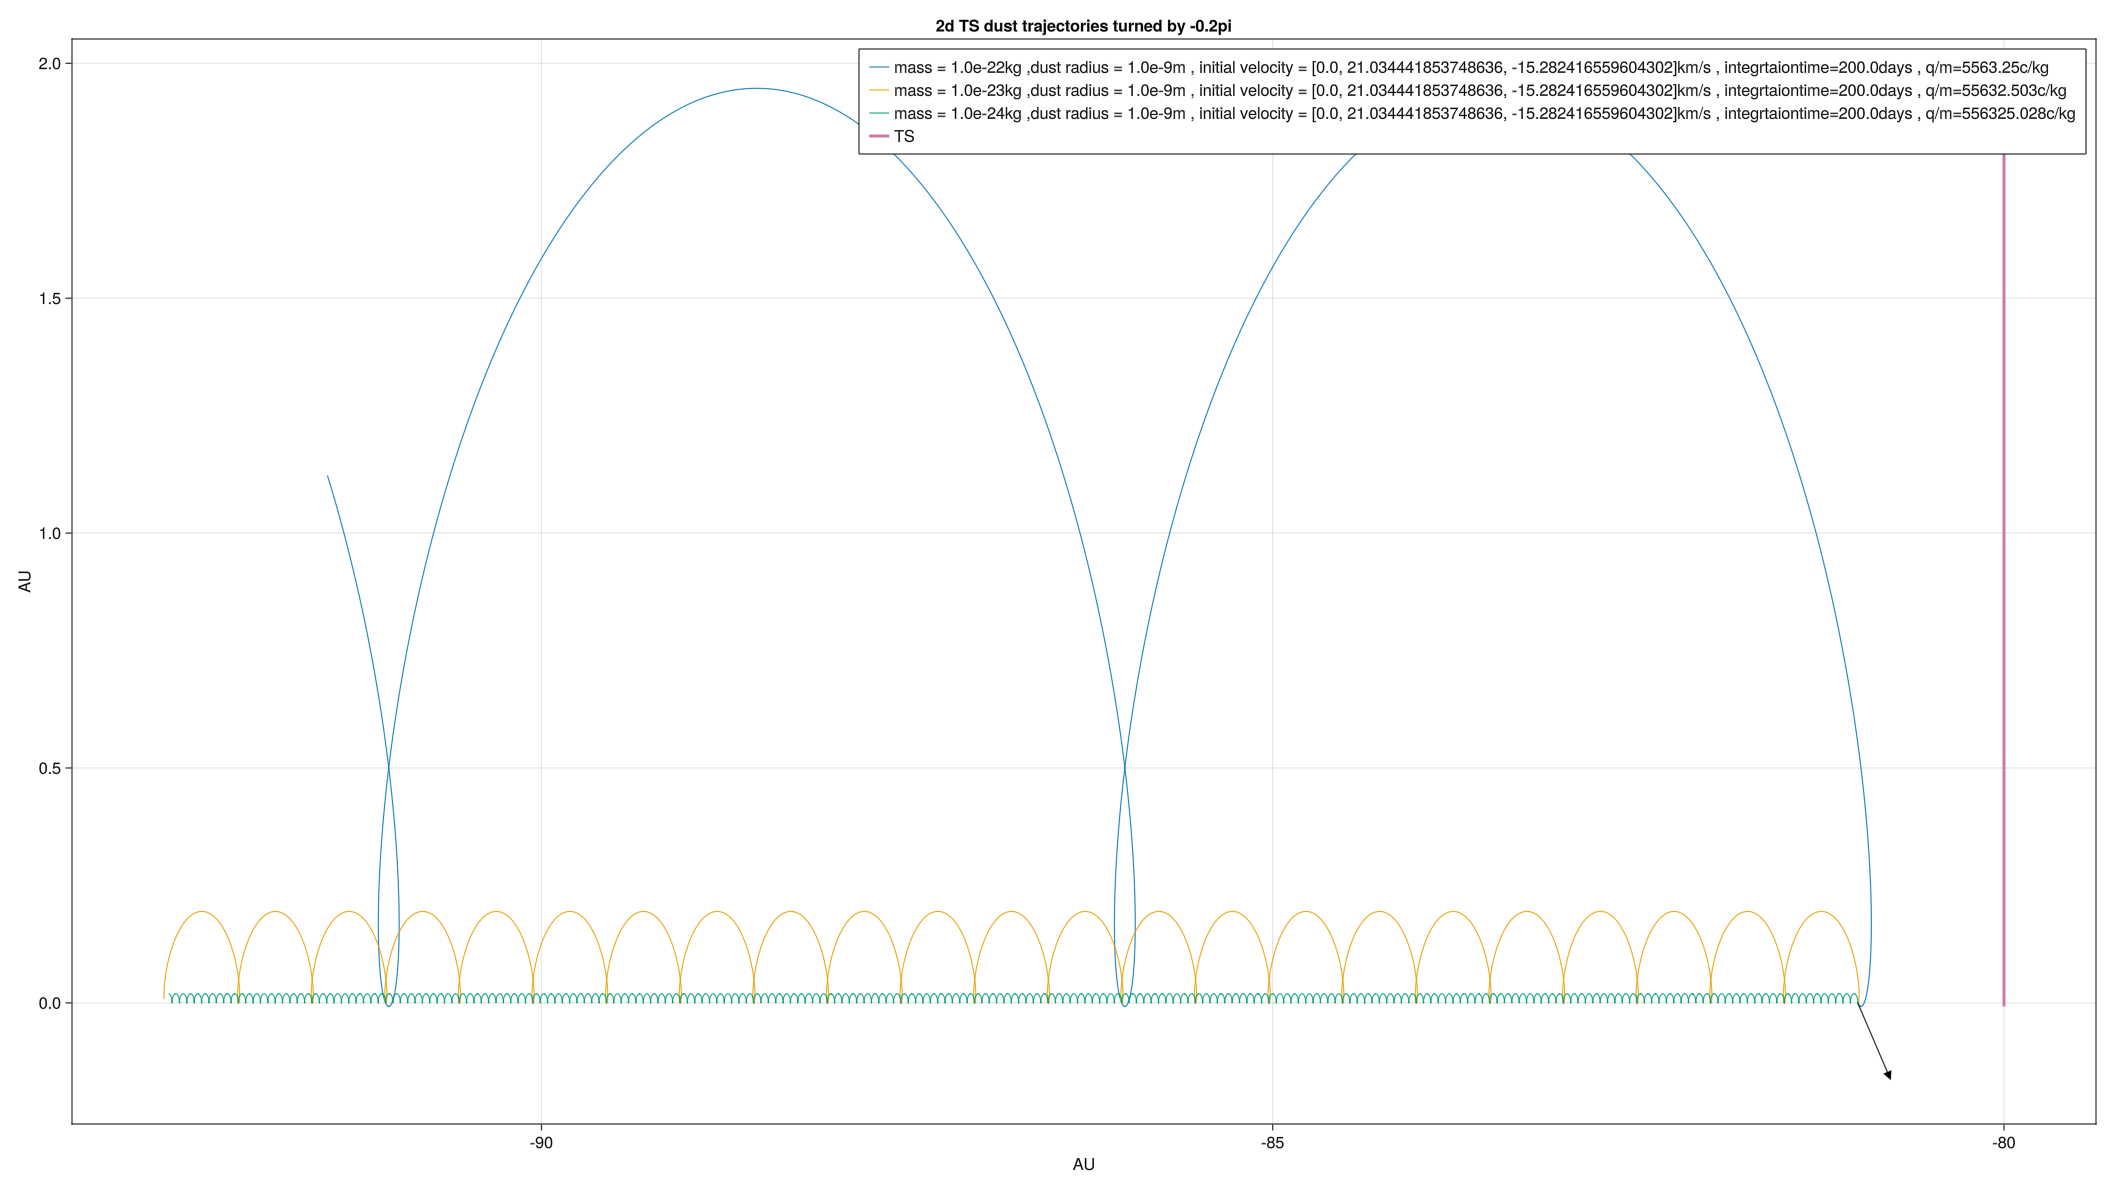 2d TS dust trajectories turned by -0.2pi
mass = 1.0e-22kg ,dust radius = 1.0e-9m , initial velocity = [0.0, 21.034441853748636, -15.282416559604302]km/s , integrtaiontime=200.0days , q/m=5563.25c/kg
mass = 1.0e-23kg ,dust radius = 1.0e-9m , initial velocity = [0.0, 21.034441853748636, -15.282416559604302]km/s , integrtaiontime=200.0days , q/m=55632.503c/kg
mass = 1.0e-24kg ,dust radius = 1.0e-9m , initial velocity = [0.0, 21.034441853748636, -15.282416559604302]km/s , integrtaiontime=200.0days , q/m=556325.028c/kg
TS
2.0
1.5
1.0
0.5
0.0
AU
-90
-85
-80
AU